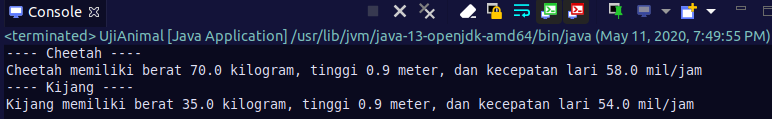 Console
<terminated> UjiAnimal [Java Application] /usr/lib/jvm/java-13-openjdk-amd64/bin/java (May 11, 2020, 7:49:55 PM)
---- Cheetah ----
Cheetah memiliki berat 70.0 kilogram, tinggi 0.9 meter, dan kecepatan lari 58.0 mil/jam
---- Kijang ----
Kijang memiliki berat 35.0 kilogram, tinggi 0.9 meter, dan kecepatan lari 54.0 mil/jam